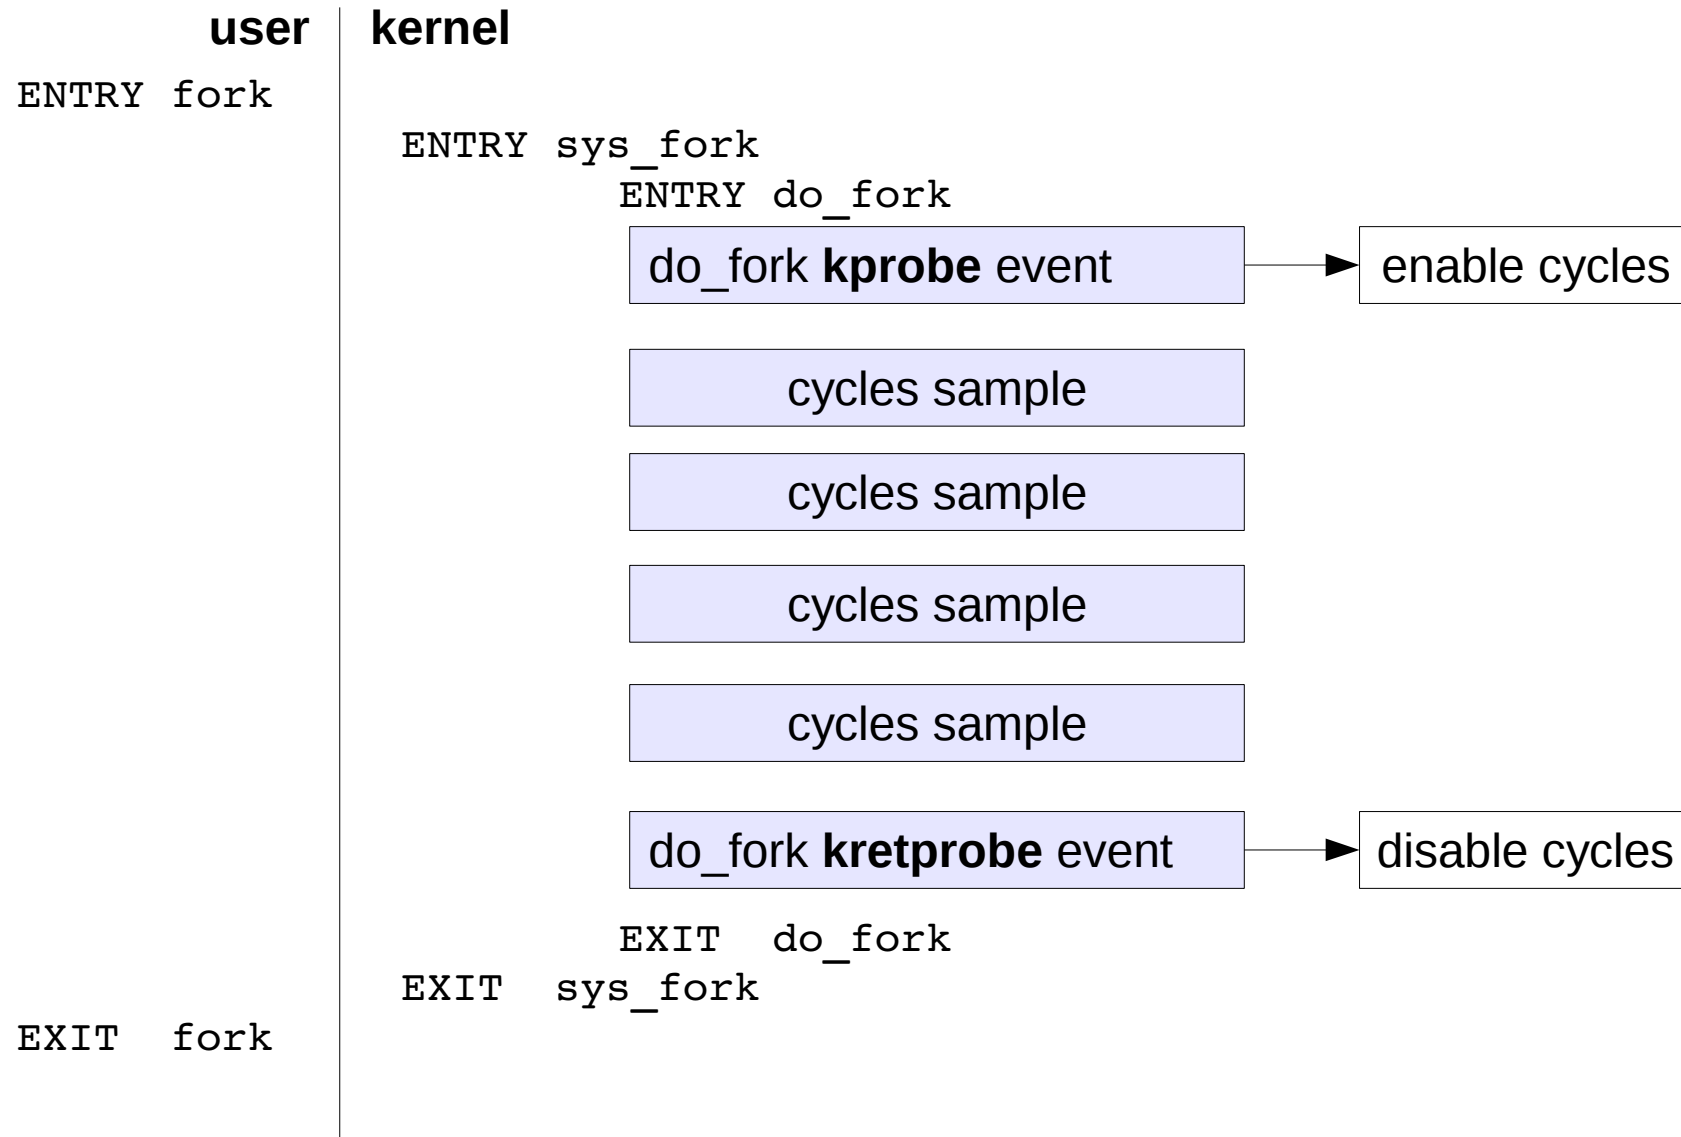 user kernel
ENTRY fork
ENTRY sys_fork
ENTRY do_fork
do_fork kprobe event
enable cycles
cycles sample
cycles sample
cycles sample
cycles sample
do_fork kretprobe event
disable cycles
EXIT do_fork
EXIT sys_fork
EXIT fork